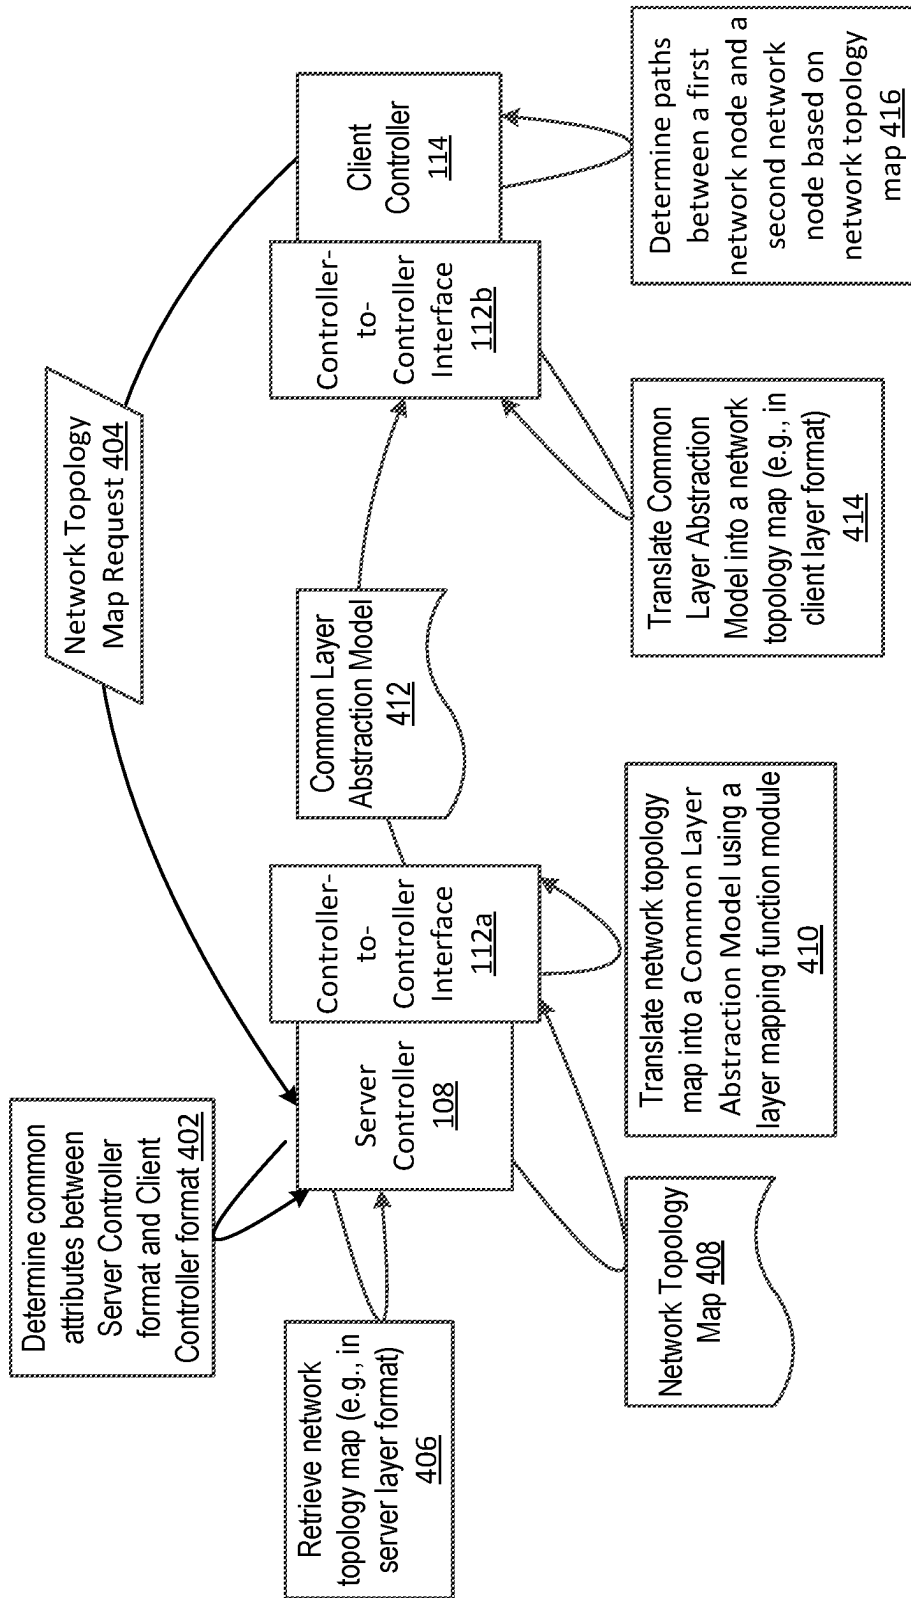 Determine common
attributes between
Server Controller
format and Client
Controller format 402
Network Topology
Map Request 404
Retrieve network
topology map (e.g., in
server layer format)
406
Server
Controller
108
Controller-
to-
Controller
Interface
112a
Common Layer
Abstraction Model
412
Controller-
to-
Controller
Interface
112b
Client
Controller
114
Network Topology
Map 408
Translate network topology
map into a Common Layer
Abstraction Model using a
layer mapping function module
410
Translate Common
Layer Abstraction
Model into a network
topology map (e.g., in
client layer format)
414
Determine paths
between a first
network node and a
second network
node based on
network topology
map 416